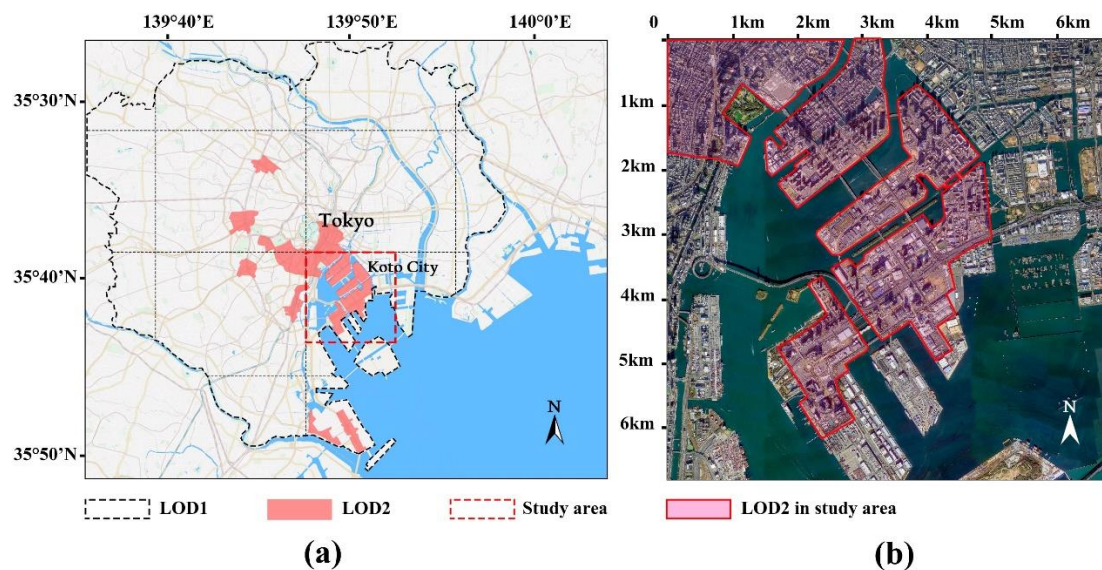 139°40'E 139°50'E 140°0'E
35°30'N
35°40'N
35°50'N
Tokyo
Koto City
N
LOD1 LOD2 Study area
(a)
0 1km 2km 3km 4km 5km 6km
1km
2km
3km
4km
5km
6km
N
LOD2 in study area
(b)